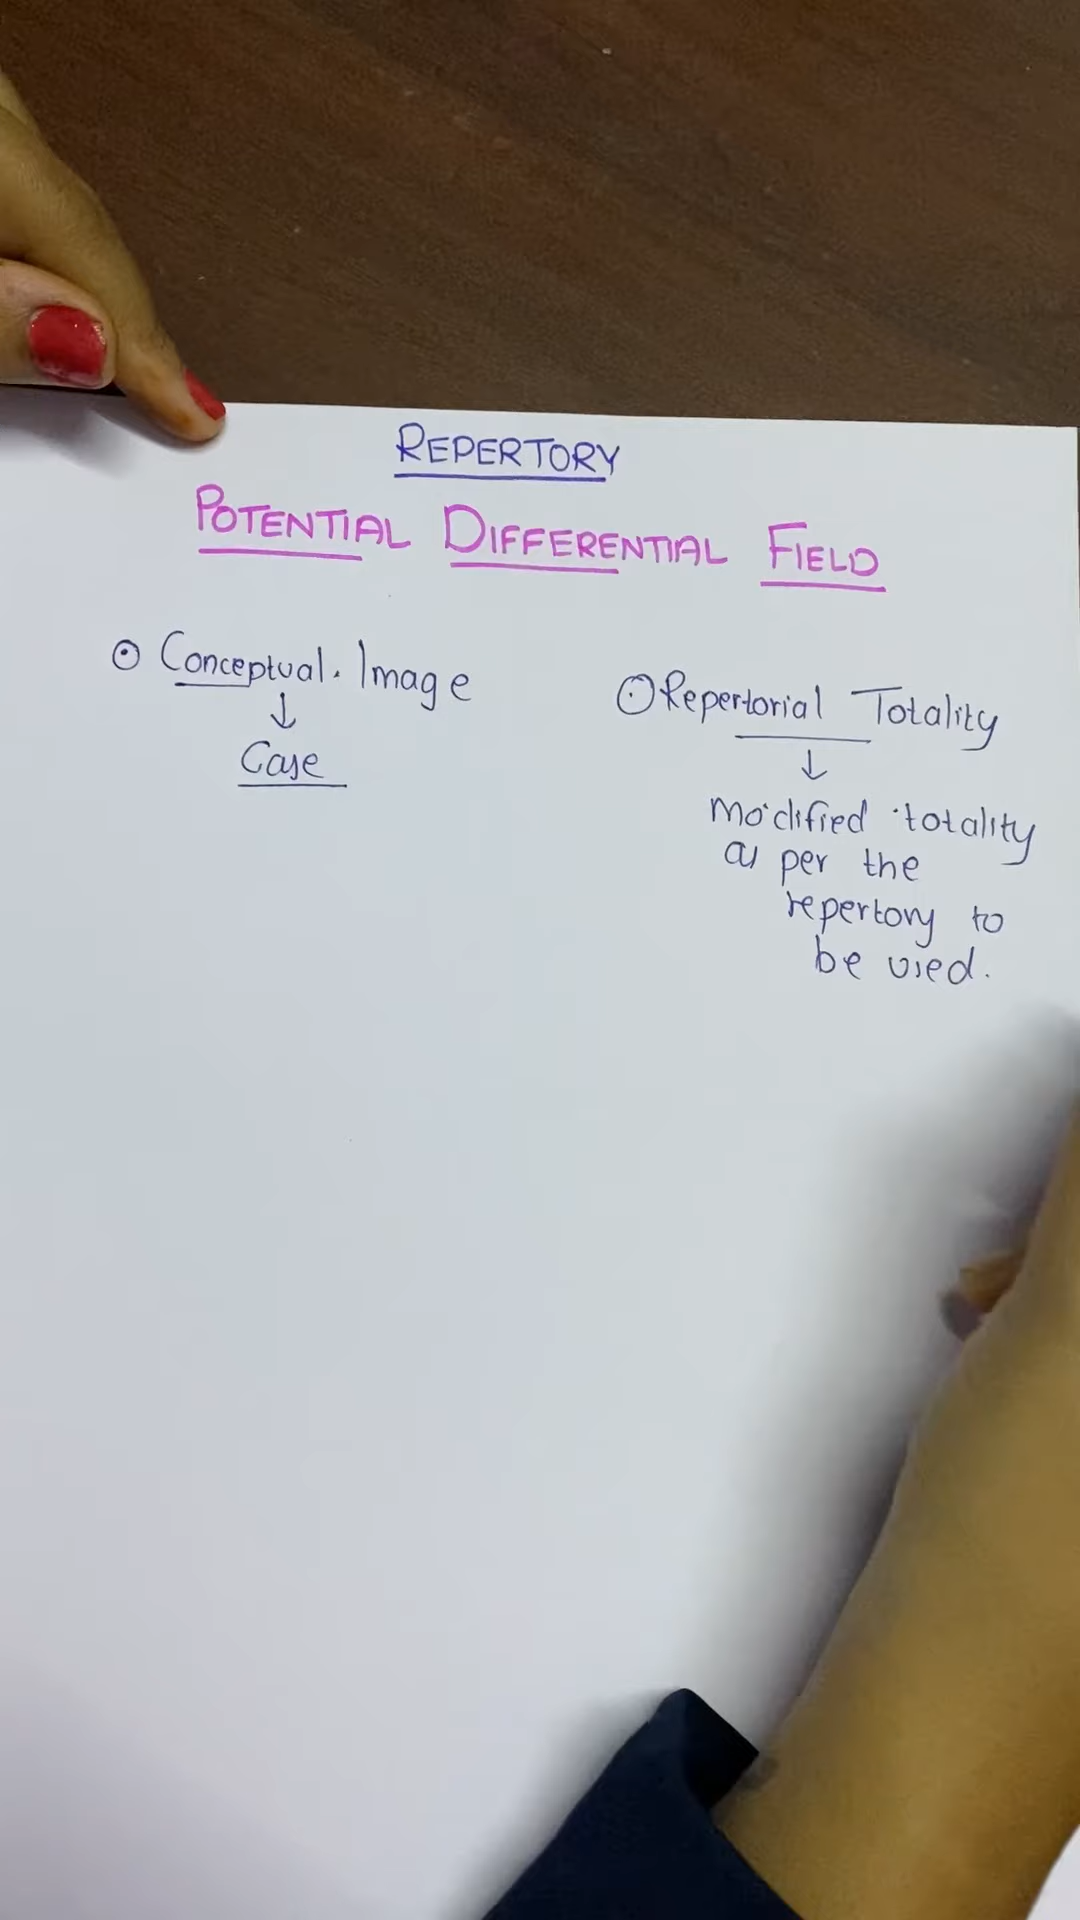 REPERTORY
POTENTIAL DIFFERENTIAL FIELD
Conceptual. Image
↓
Case
Repertorial Totality
↓
modified totality
as per the
repertory to
be used.